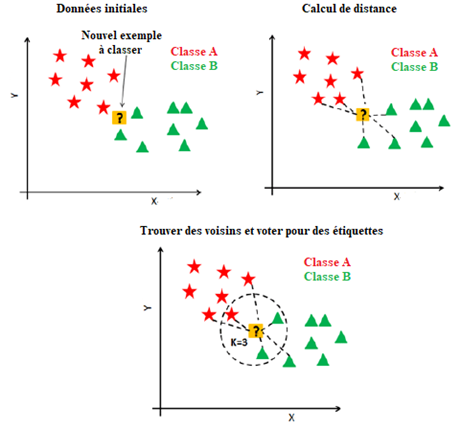 Données initiales
Nouvel exemple
à classer
Classe A
Classe B
?
Y
X
Calcul de distance
Classe A
Classe B
?
Y
X
Trouver des voisins et voter pour des étiquettes
Classe A
Classe B
?
K=3
Y
X